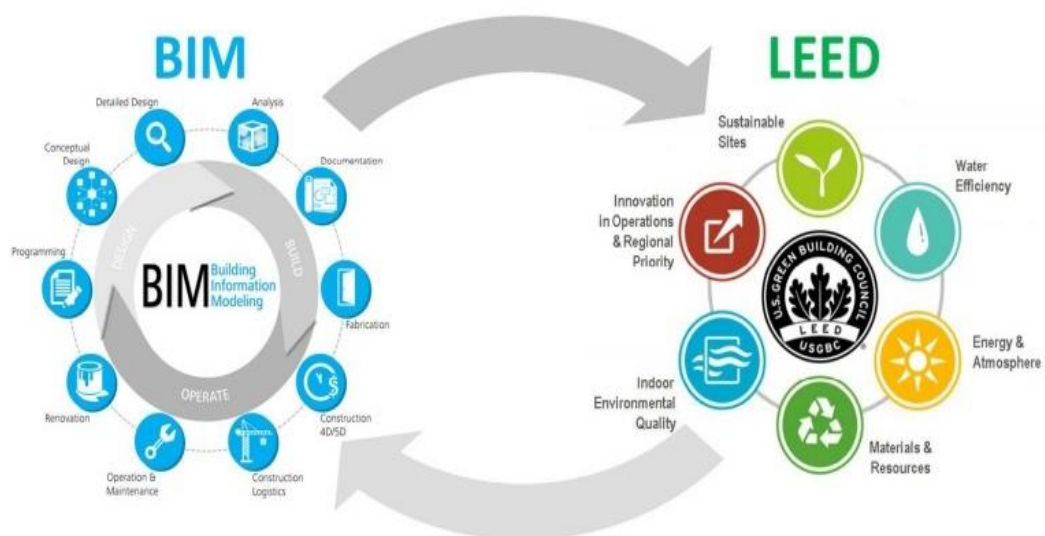 BIM
LEED
Detailed Design
Analysis
Conceptual
Design
Documentation
Programming
DESIGN
BUILD
OPERATE
BIM
Building
Information
Modeling
Fabrication
Renovation
Construction
4D/5D
Operation &
Maintenance
Construction
Logistics
Sustainable
Sites
Water
Efficiency
Innovation
in Operations
& Regional
Priority
U.S. GREEN BUILDING COUNCIL
LEED
USGBC
®
Energy &
Atmosphere
Indoor
Environmental
Quality
Materials &
Resources